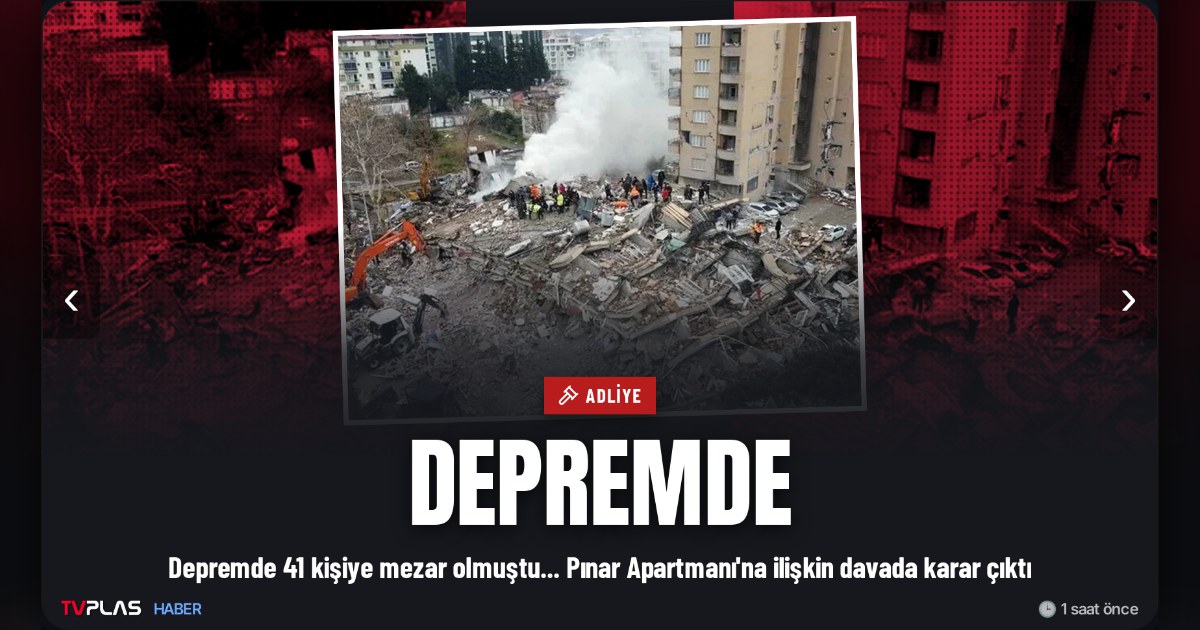 ADLİYE
DEPREMDE
Depremde 41 kişiye mezar olmuştu... Pınar Apartmanı'na ilişkin davada karar çıktı
TVPLAS HABER
1 saat önce